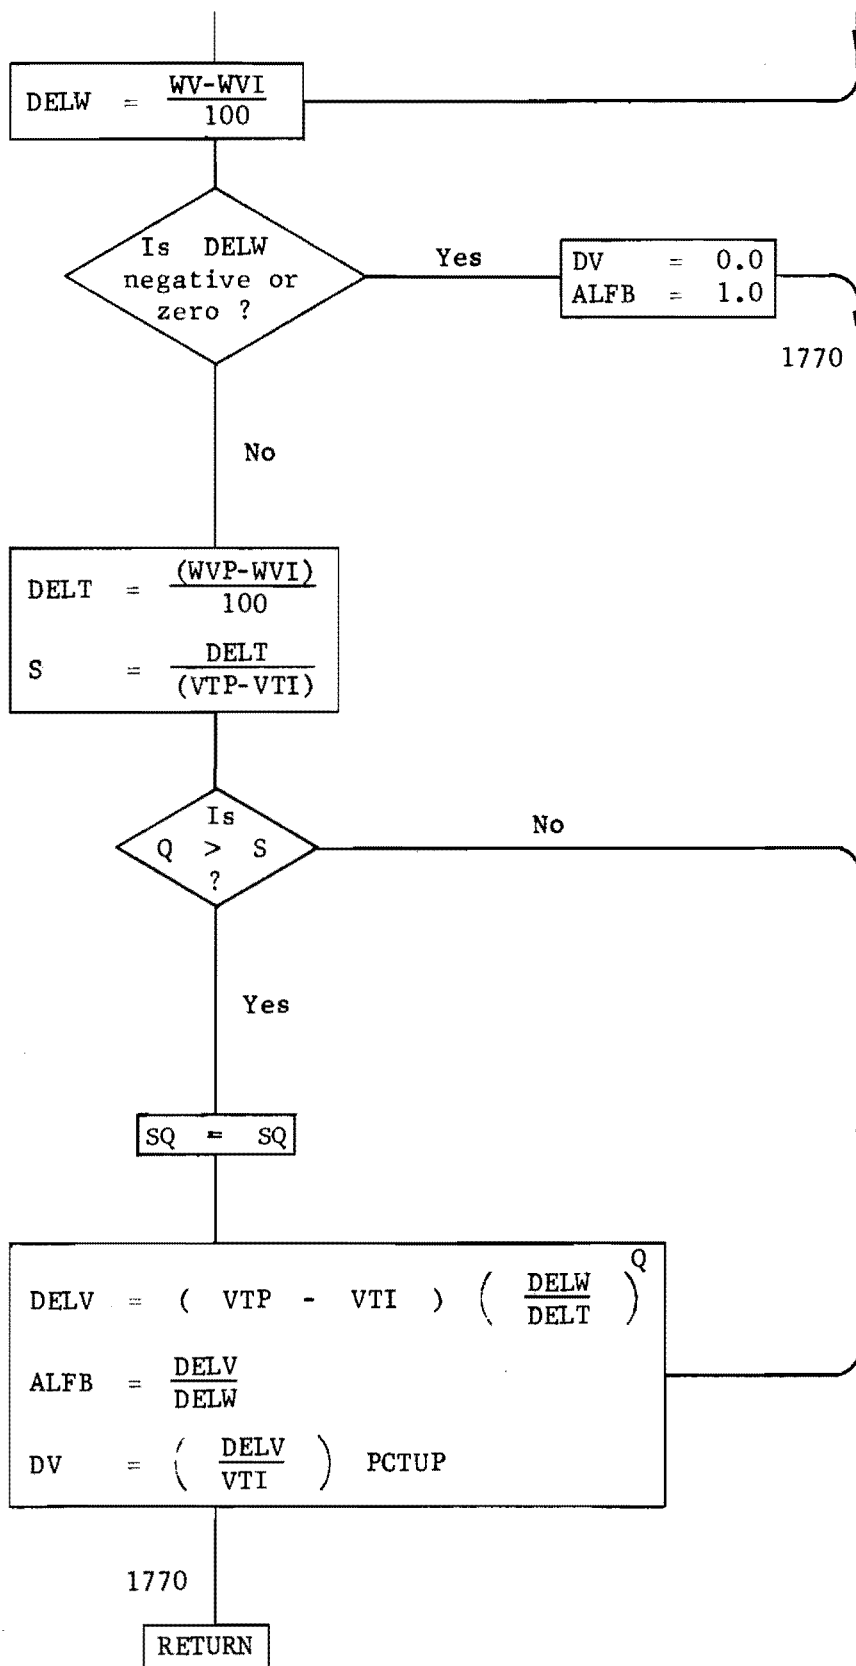 DELW = WV-WVI
100
Is DELW
negative or
zero ?
Yes
DV = 0.0
ALFB = 1.0
1770
No
DELT = (WVP-WVI)
100
S = DELT
(VTP-VTI)
Is
Q > S
?
No
Yes
SQ = SQ
DELV = ( VTP - VTI ) ( DELW Q
DELT )
ALFB = DELV
DELW
DV = ( DELV ) PCTUP
VTI
1770
RETURN